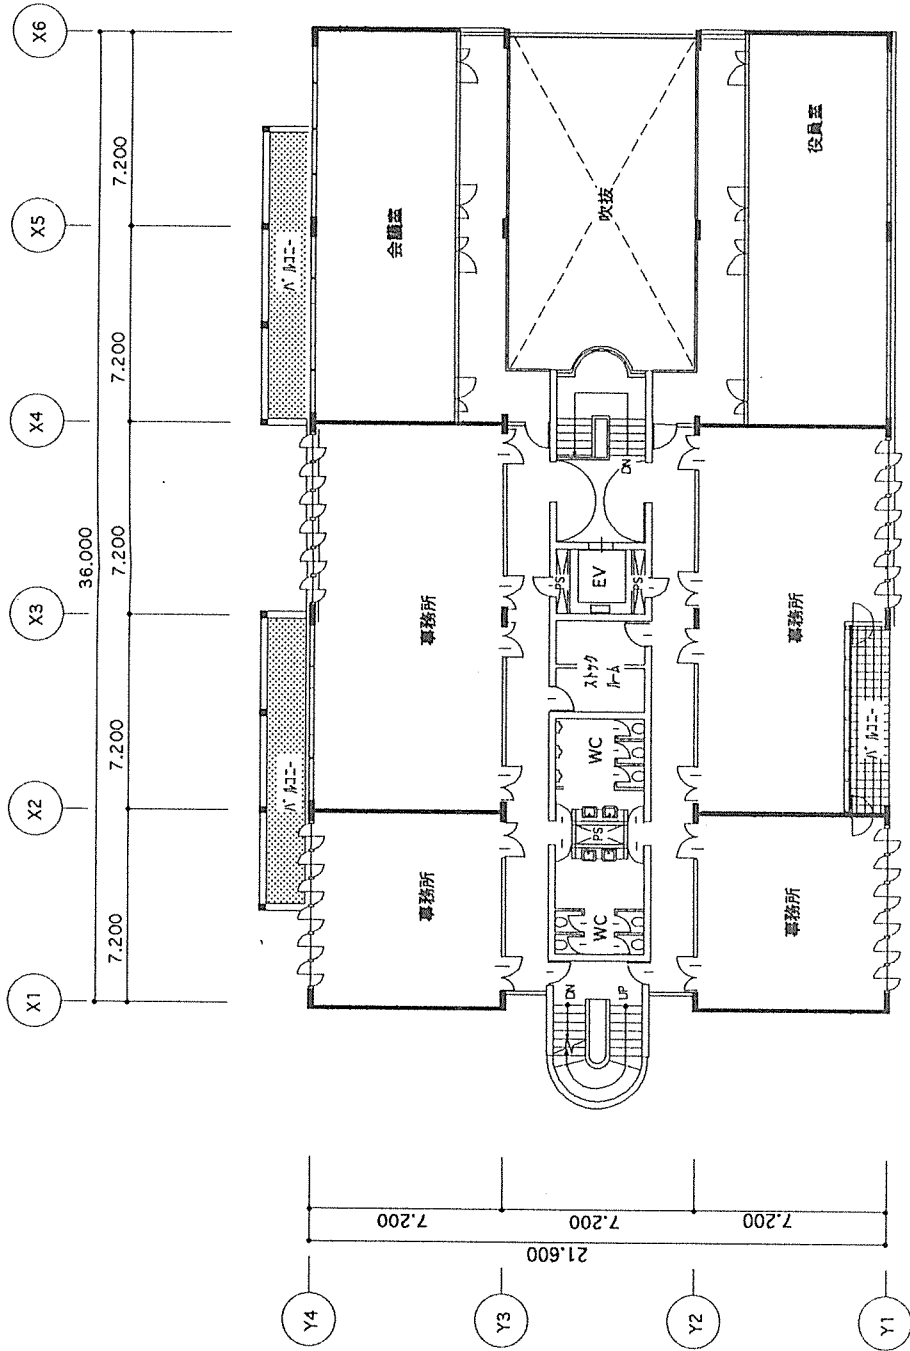 X1
X2
X3
X4
X5
X6
36.000
7.200
7.200
7.200
7.200
7.200
バルコニー
バルコニー
事務所
事務所
会議室
DN
UP
WC
PS
WC
ストック
ルーム
PS
EV
PS
DN
吹抜
事務所
事務所
バルコニー
役員室
Y4
Y3
Y2
Y1
7.200
7.200
7.200
21.600